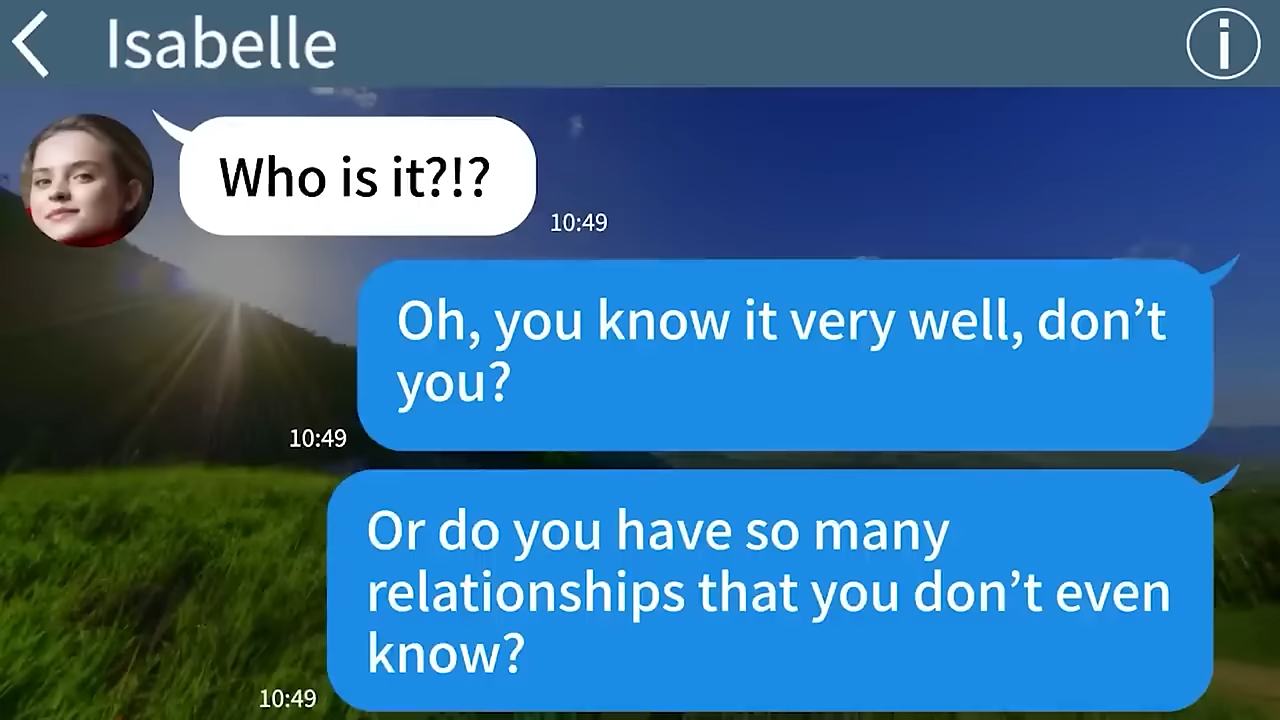 Isabelle
Who is it?!?
10:49
Oh, you know it very well, don’t
you?
10:49
Or do you have so many
relationships that you don’t even
know?
10:49